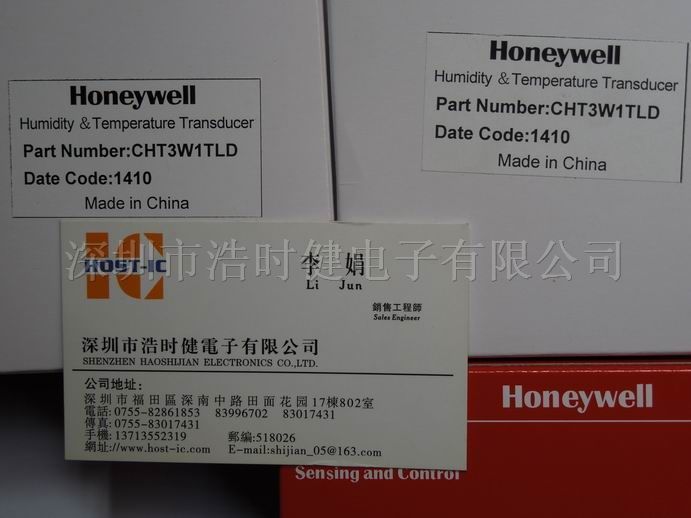 Honeywell
Humidity & Temperature Transducer
Part Number:CHT3W1TLD
Date Code:1410
Made in China
Honeywell
Humidity & Temperature Transducer
Part Number:CHT3W1TLD
Date Code:1410
Made in China
深圳市浩时健电子有限公司
IC
HOST-IC
李 娟
Li Jun
銷售工程師
Sales Engineer
深圳市浩时健電子有限公司
SHENZHEN HAOSHIJIAN ELECTRONICS CO.,LTD.
公司地址:
深圳市福田區深南中路田面花园17棟802室
電話:0755-82861853 83996702 83017431
傳真:0755-83017431
手機:13713552319 郵編:518026
網址://www.host-ic.com E-mail:shijian_05@163.com
Honeywell
Sensing and Control